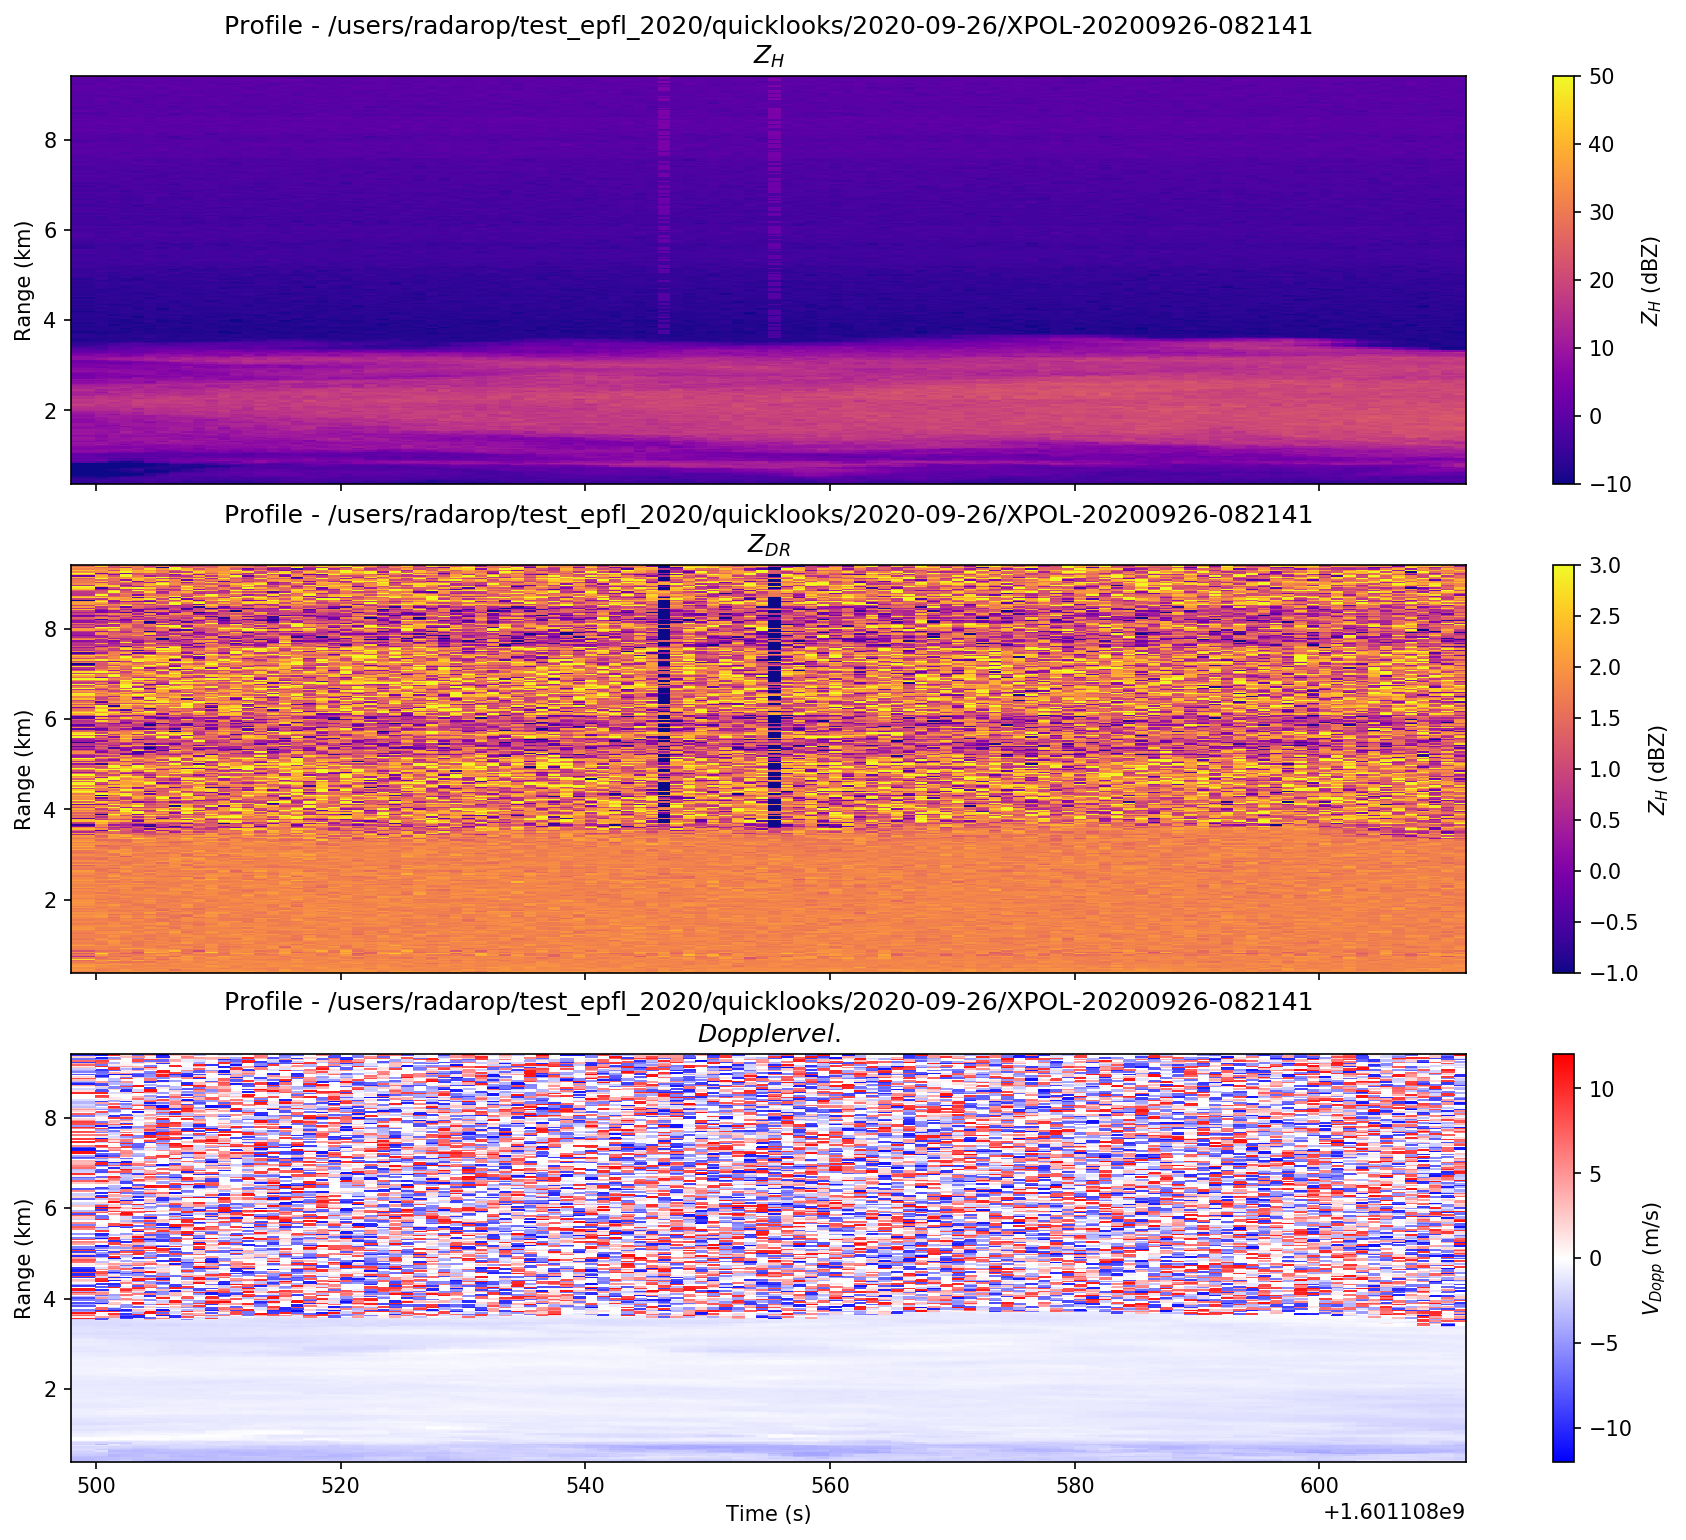 Profile - /users/radarop/test_epfl_2020/quicklooks/2020-09-26/XPOL-20200926-082141
Z_H
8
6
4
2
Range (km)
50
40
30
20
10
0
−10
Z_H (dBZ)
Profile - /users/radarop/test_epfl_2020/quicklooks/2020-09-26/XPOL-20200926-082141
Z_DR
8
6
4
2
Range (km)
3.0
2.5
2.0
1.5
1.0
0.5
0.0
−0.5
−1.0
Z_H (dBZ)
Profile - /users/radarop/test_epfl_2020/quicklooks/2020-09-26/XPOL-20200926-082141
Dopplervel.
8
6
4
2
Range (km)
500 520 540 560 580 600
Time (s)
+1.601108e9
10
5
0
−5
−10
V_Dopp (m/s)